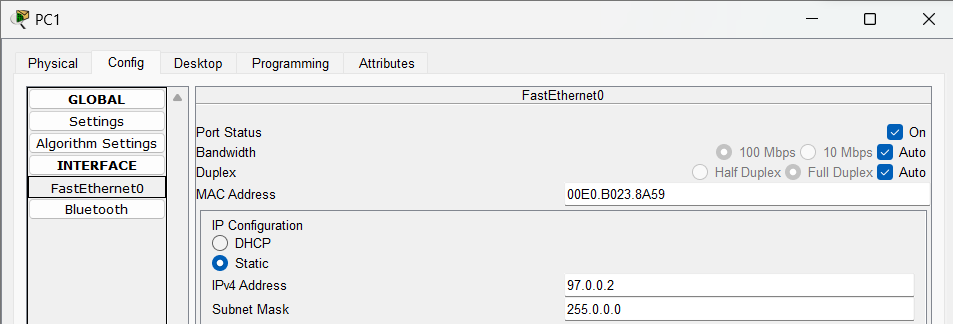 PC1
Physical Config Desktop Programming Attributes
GLOBAL
Settings
Algorithm Settings
INTERFACE
FastEthernet0
Bluetooth
FastEthernet0
Port Status On
Bandwidth 100 Mbps 10 Mbps Auto
Duplex Half Duplex Full Duplex Auto
MAC Address 00E0.B023.8A59
IP Configuration
DHCP
Static
IPv4 Address 97.0.0.2
Subnet Mask 255.0.0.0